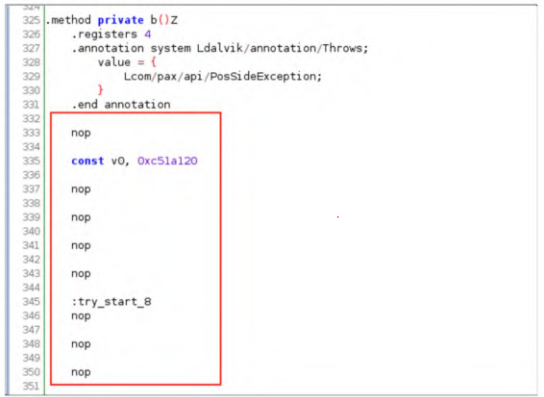 324
325 .method private b()Z
326 .registers 4
327 .annotation system Ldalvik/annotation/Throws;
328 value = {
329 Lcom/pax/api/PosSideException;
330 }
331 .end annotation
332
333 nop
334
335 const v0, 0xc51a120
336
337 nop
338
339 nop
340
341 nop
342
343 nop
344
345 :try_start_8
346 nop
347
348 nop
349
350 nop
351